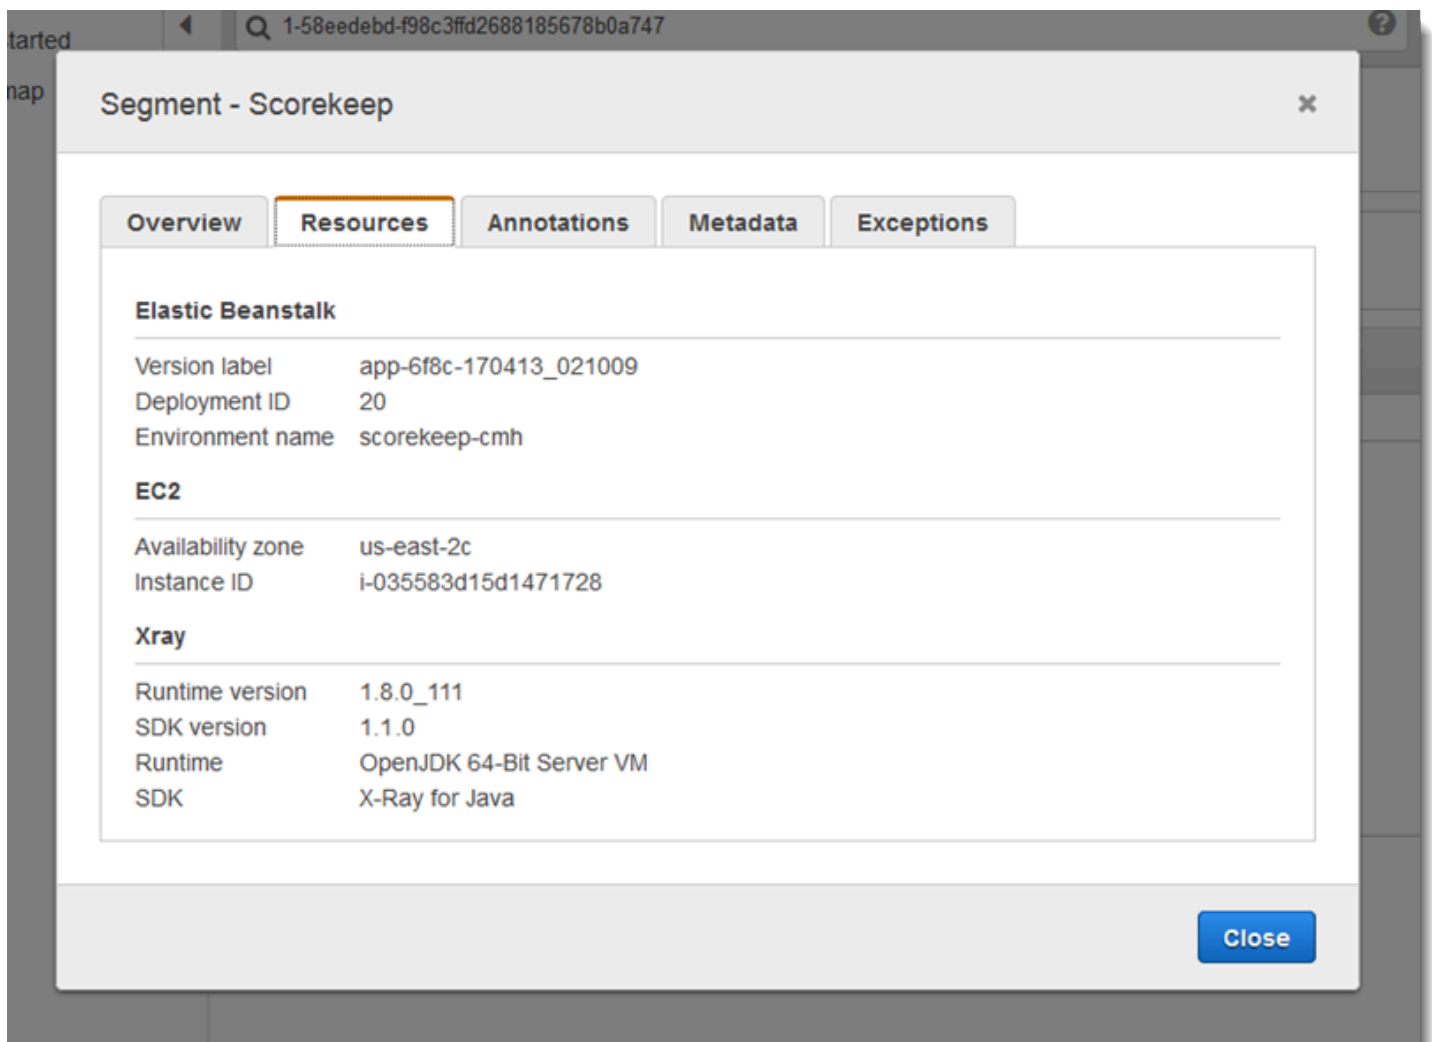 tarted
1-58eedebd-f98c3ffd2688185678b0a747
?
map
Segment - Scorekeep
Overview Resources Annotations Metadata Exceptions
Elastic Beanstalk
Version label app-6f8c-170413_021009
Deployment ID 20
Environment name scorekeep-cmh
EC2
Availability zone us-east-2c
Instance ID i-035583d15d1471728
Xray
Runtime version 1.8.0_111
SDK version 1.1.0
Runtime OpenJDK 64-Bit Server VM
SDK X-Ray for Java
Close